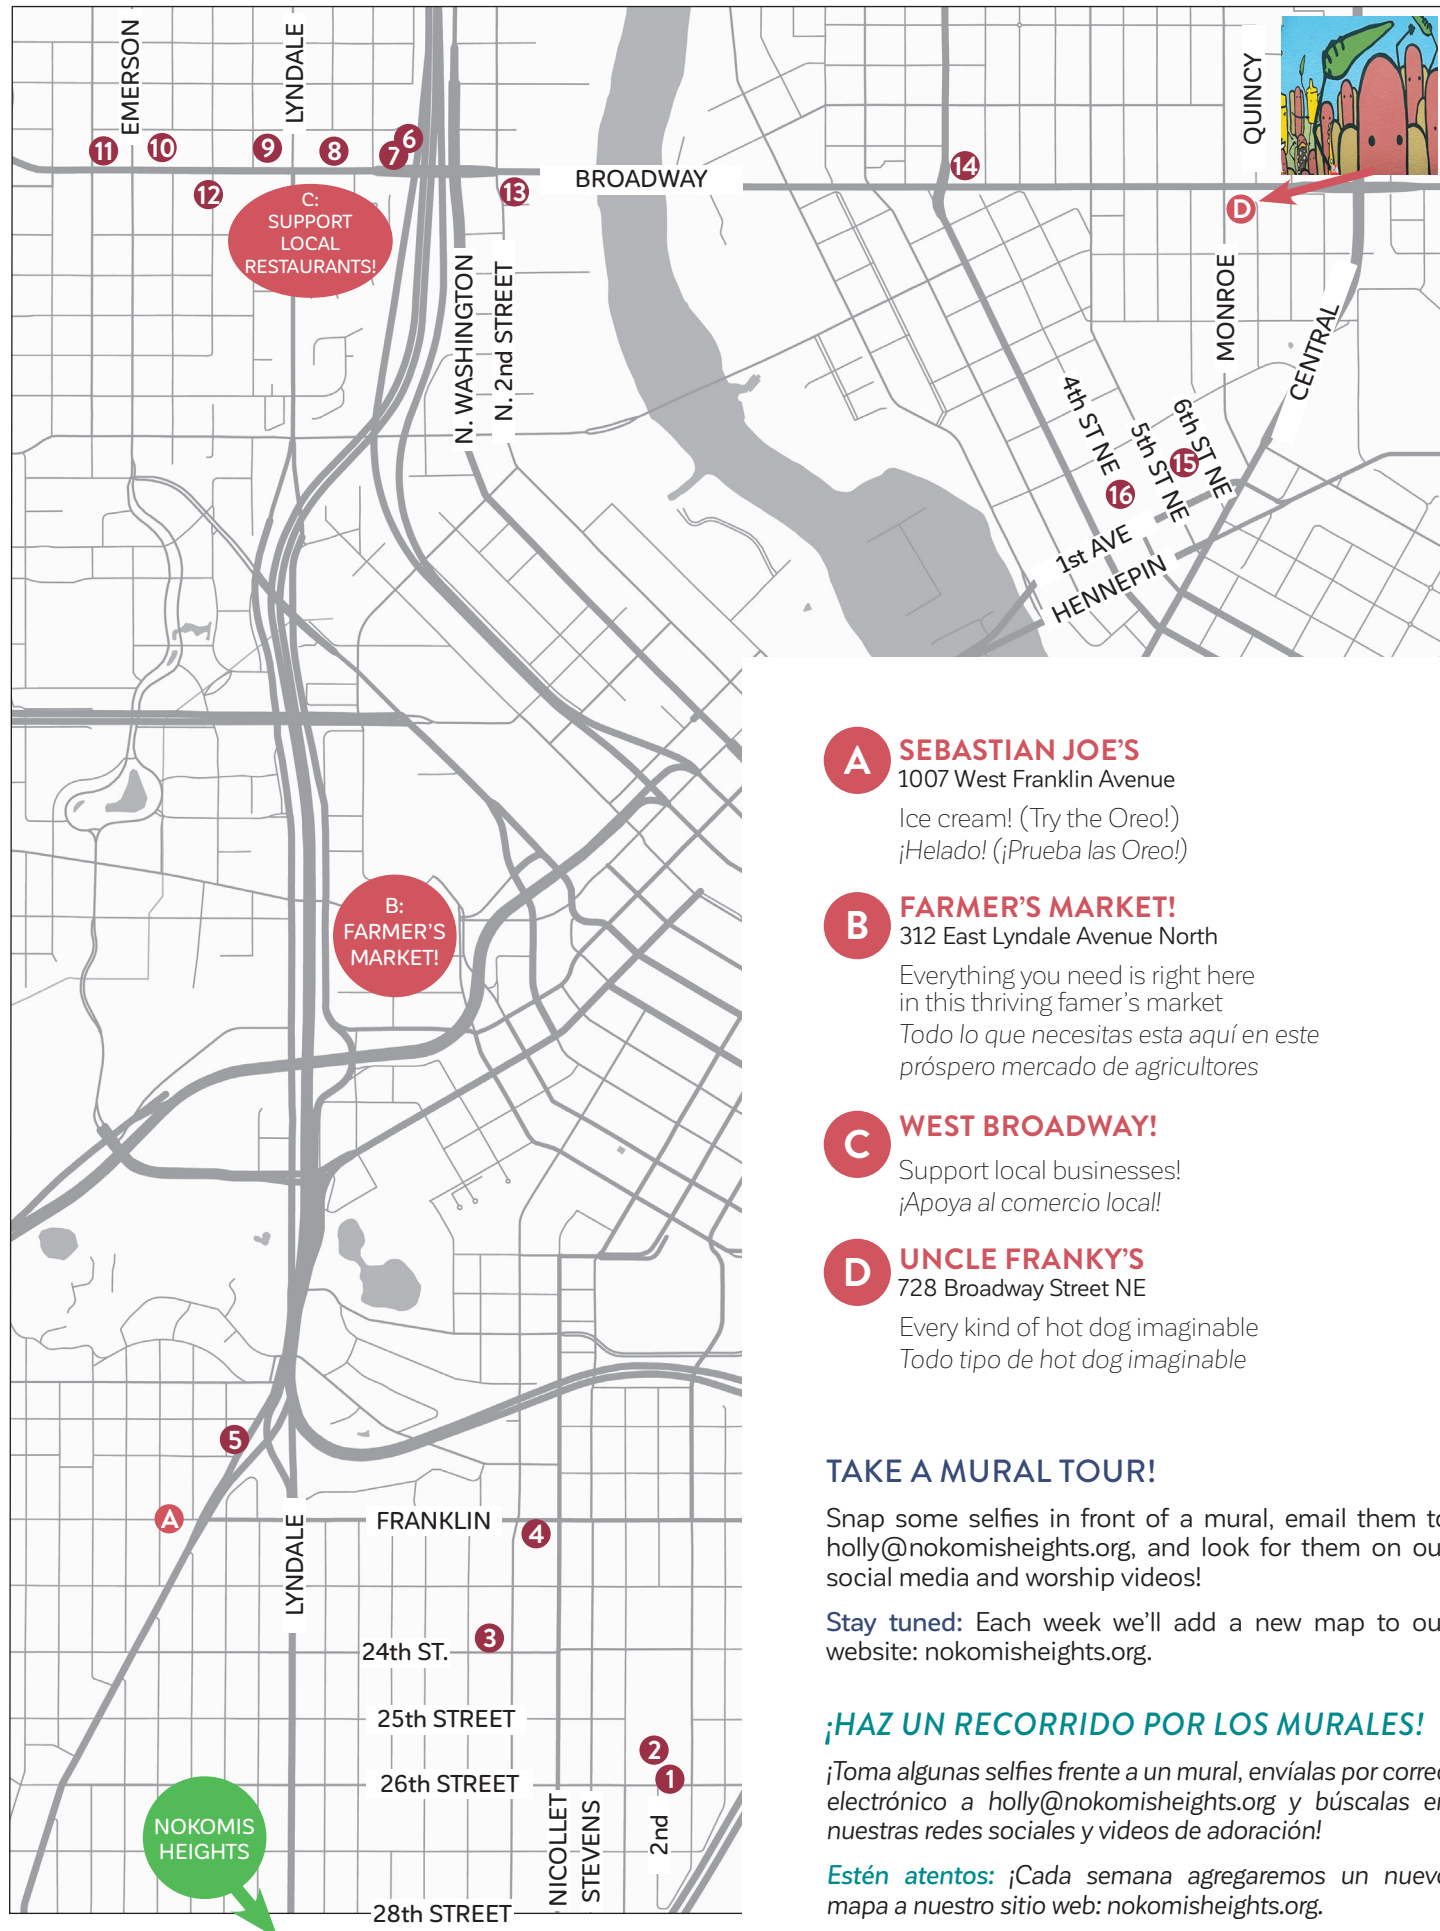 EMERSON
LYNDALE
QUINCY
11
10
9
8
7
6
12
13
14
BROADWAY
D
C:
SUPPORT
LOCAL
RESTAURANTS!
N. WASHINGTON
N. 2nd STREET
MONROE
CENTRAL
4th ST NE
5th ST NE
6th ST NE
15
16
1st AVE
HENNEPIN
B:
FARMER’S
MARKET!
5
A
LYNDALE
FRANKLIN
4
24th ST.
3
25th STREET
2
1
26th STREET
NICOLLET
STEVENS
2nd
NOKOMIS
HEIGHTS
28th STREET
A
SEBASTIAN JOE’S
1007 West Franklin Avenue
Ice cream! (Try the Oreo!)
¡Helado! (¡Prueba las Oreo!)
B
FARMER’S MARKET!
312 East Lyndale Avenue North
Everything you need is right here
in this thriving famer’s market
Todo lo que necesitas esta aquí en este
próspero mercado de agricultores
C
WEST BROADWAY!
Support local businesses!
¡Apoya al comercio local!
D
UNCLE FRANKY’S
728 Broadway Street NE
Every kind of hot dog imaginable
Todo tipo de hot dog imaginable
TAKE A MURAL TOUR!
Snap some selfies in front of a mural, email them to
holly@nokomisheights.org, and look for them on ou
social media and worship videos!
Stay tuned: Each week we’ll add a new map to ou
website: nokomisheights.org.
¡HAZ UN RECORRIDO POR LOS MURALES!
¡Toma algunas selfies frente a un mural, envíalas por correo
electrónico a holly@nokomisheights.org y búscalas en
nuestras redes sociales y videos de adoración!
Estén atentos: ¡Cada semana agregaremos un nuevo
mapa a nuestro sitio web: nokomisheights.org.